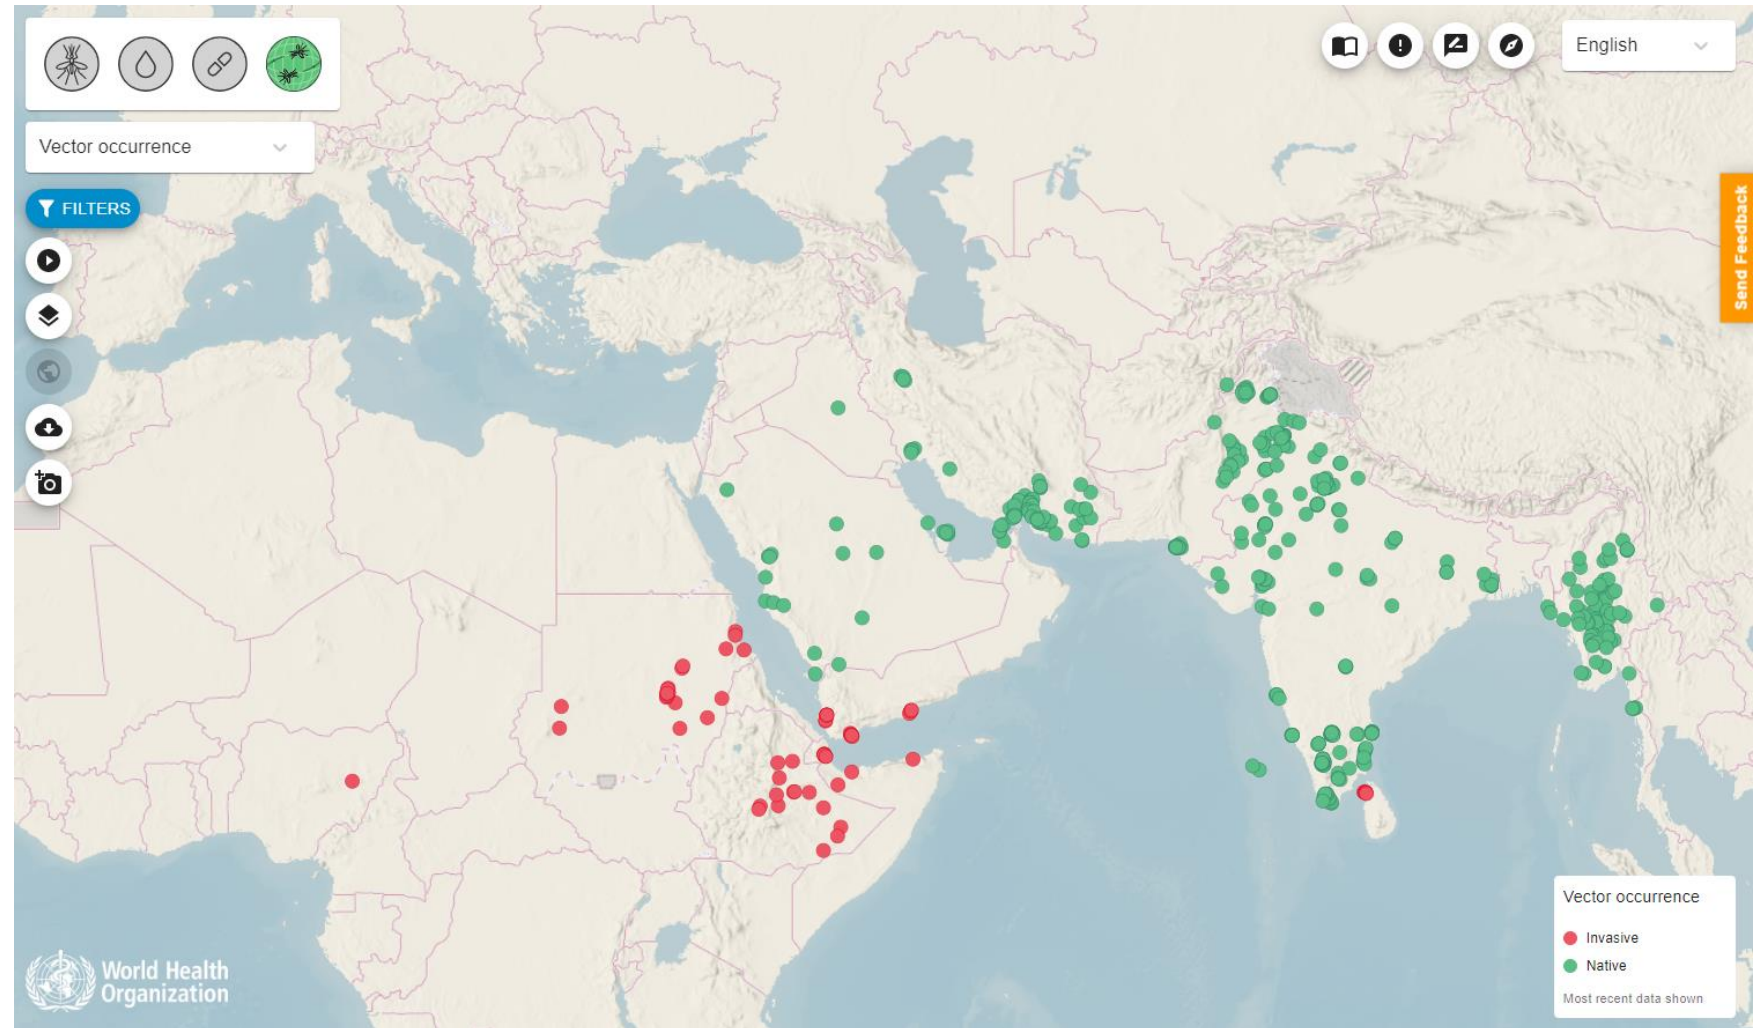 English
Vector occurrence
FILTERS
Send Feedback
Vector occurrence
Invasive
Native
Most recent data shown
World Health
Organization